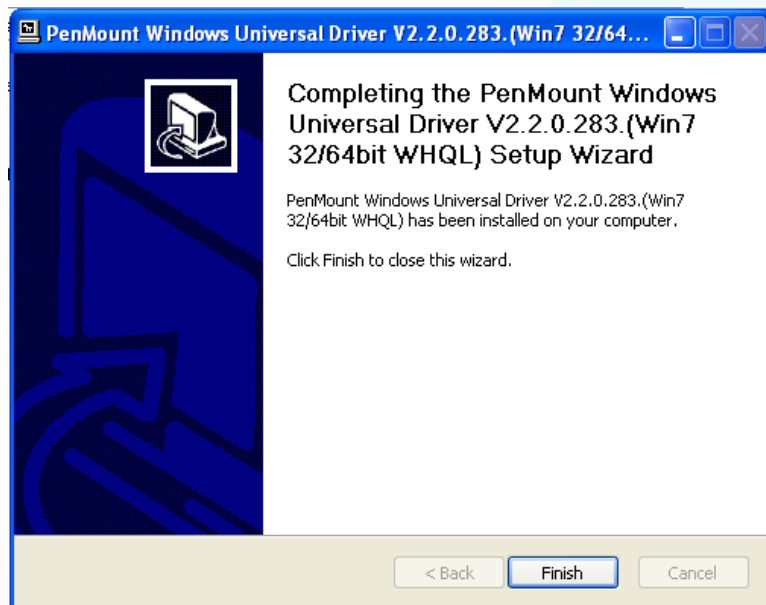 PenMount Windows Universal Driver V2.2.0.283.(Win7 32/64...
Completing the PenMount Windows
Universal Driver V2.2.0.283.(Win7
32/64bit WHQL) Setup Wizard
PenMount Windows Universal Driver V2.2.0.283.(Win7
32/64bit WHQL) has been installed on your computer.
Click Finish to close this wizard.
< Back Finish Cancel